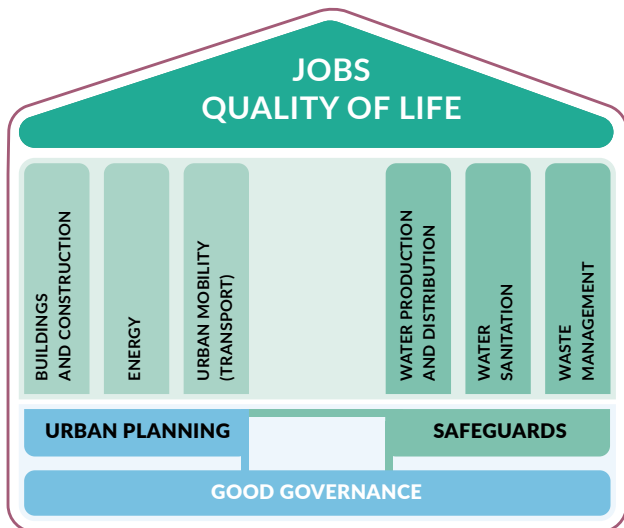 JOBS
QUALITY OF LIFE
BUILDINGS
AND CONSTRUCTION
ENERGY
URBAN MOBILITY
(TRANSPORT)
WATER PRODUCTION
AND DISTRIBUTION
WATER
SANITATION
WASTE
MANAGEMENT
URBAN PLANNING
SAFEGUARDS
GOOD GOVERNANCE